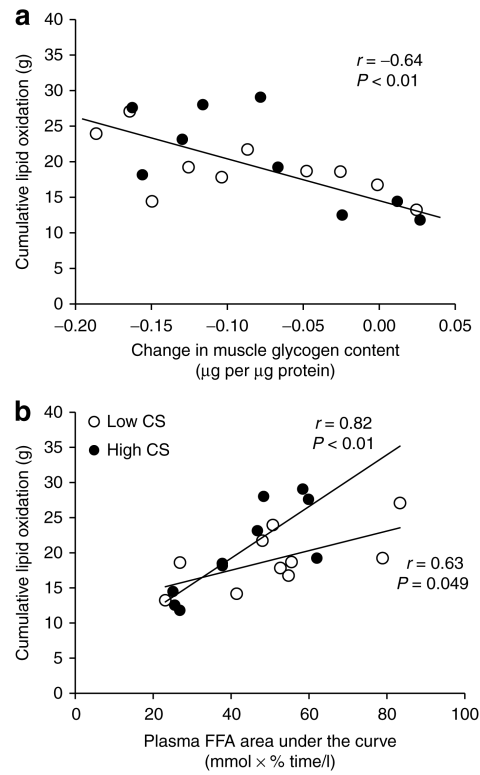 a
Cumulative lipid oxidation (g)
40
35
30
25
20
15
10
5
0
r = −0.64
P < 0.01
−0.20 −0.15 −0.10 −0.05 0.00 0.05
Change in muscle glycogen content
(µg per µg protein)
b
Cumulative lipid oxidation (g)
40
35
30
25
20
15
10
5
0
Low CS
High CS
r = 0.82
P < 0.01
r = 0.63
P = 0.049
0 20 40 60 80 100
Plasma FFA area under the curve
(mmol × % time/l)